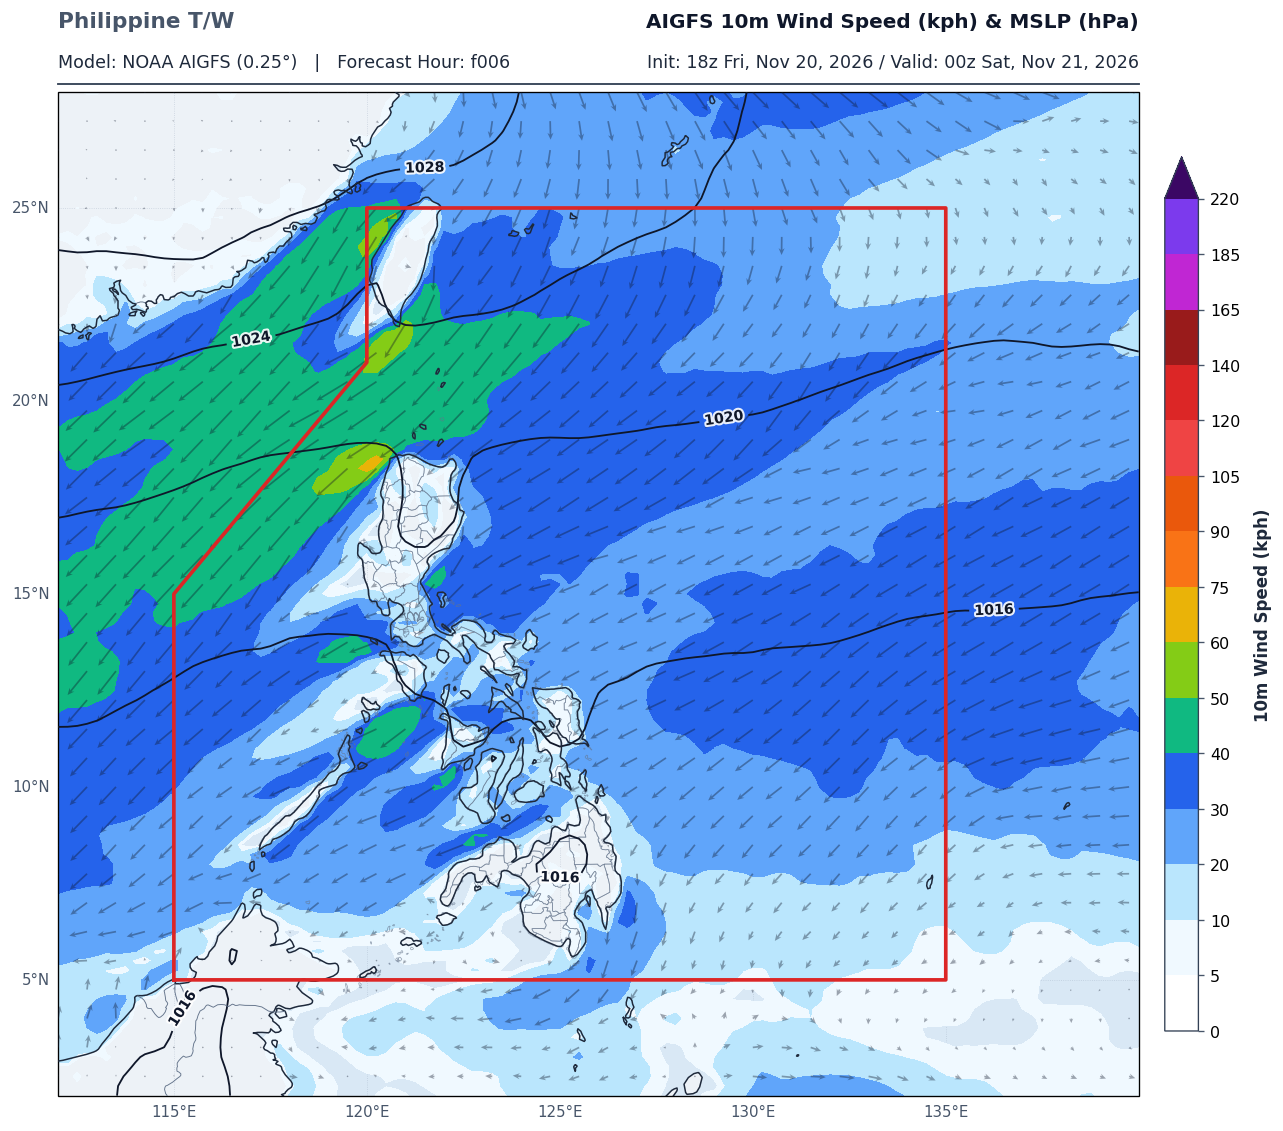 Philippine T/W
AIGFS 10m Wind Speed (kph) & MSLP (hPa)
Model: NOAA AIGFS (0.25°) | Forecast Hour: f006
Init: 18z Fri, Nov 20, 2026 / Valid: 00z Sat, Nov 21, 2026
1028
1024
1020
1016
1016
1016
25°N
20°N
15°N
10°N
5°N
115°E
120°E
125°E
130°E
135°E
220
185
165
140
120
105
90
75
60
50
40
30
20
10
5
0
10m Wind Speed (kph)